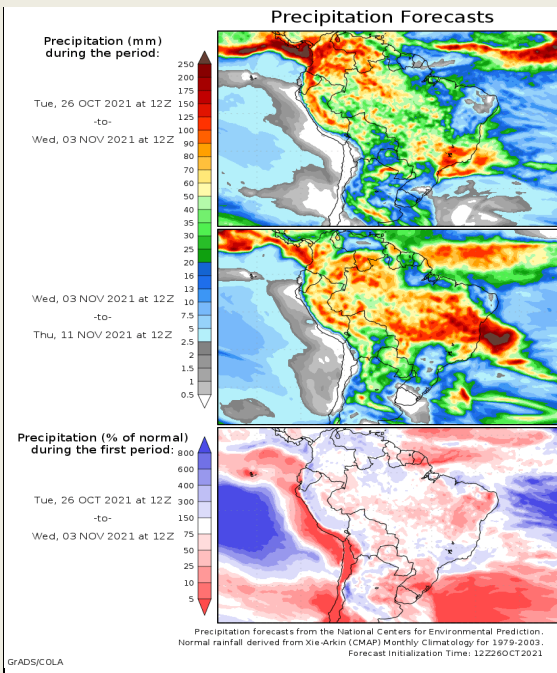 Precipitation Forecasts
Precipitation (mm)
during the period:
Tue, 26 OCT 2021 at 12Z
-to-
Wed, 03 NOV 2021 at 12Z
250
200
175
150
125
100
90
80
70
60
50
40
35
30
25
20
16
13
10
7.5
5
2.5
2
1.5
1
0.5
Wed, 03 NOV 2021 at 12Z
-to-
Thu, 11 NOV 2021 at 12Z
Precipitation (% of normal)
during the first period:
Tue, 26 OCT 2021 at 12Z
-to-
Wed, 03 NOV 2021 at 12Z
800
600
400
300
150
75
50
25
10
5
Precipitation forecasts from the National Centers for Environmental Prediction.
Normal rainfall derived from Xie-Arkin (CMAP) Monthly Climatology for 1979-2003.
Forecast Initialization Time: 12Z26OCT2021
GrADS/COLA